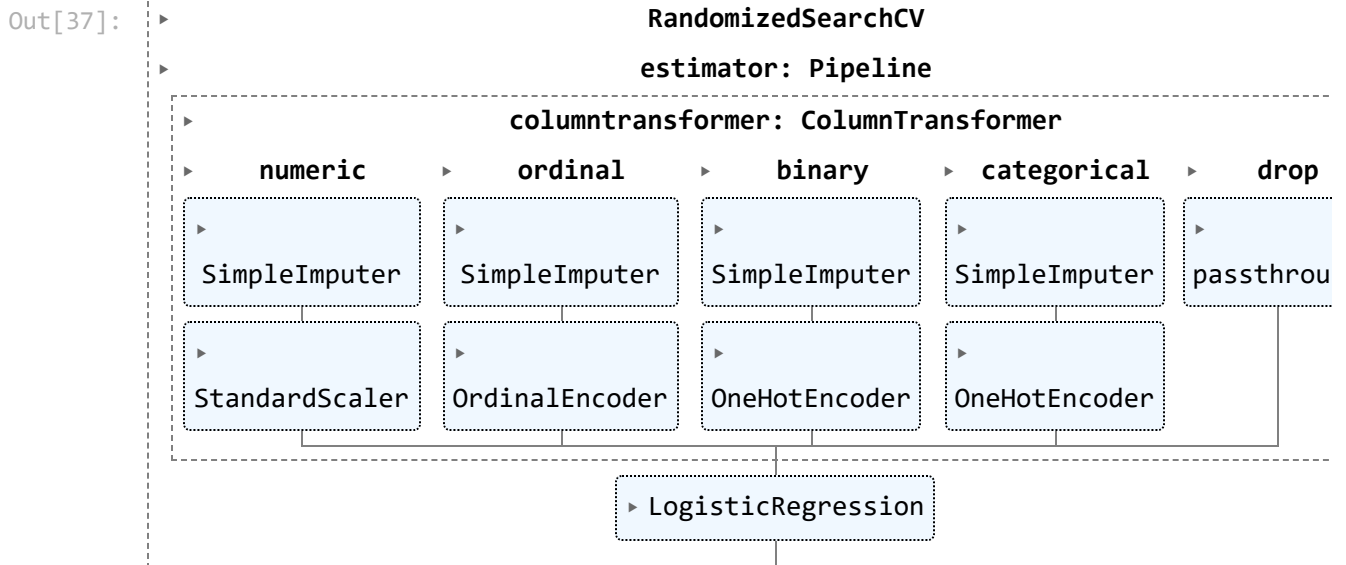 Out[37]: RandomizedSearchCV
estimator: Pipeline
columntransformer: ColumnTransformer
numeric ordinal binary categorical drop
SimpleImputer SimpleImputer SimpleImputer SimpleImputer passthrou
StandardScaler OrdinalEncoder OneHotEncoder OneHotEncoder
LogisticRegression